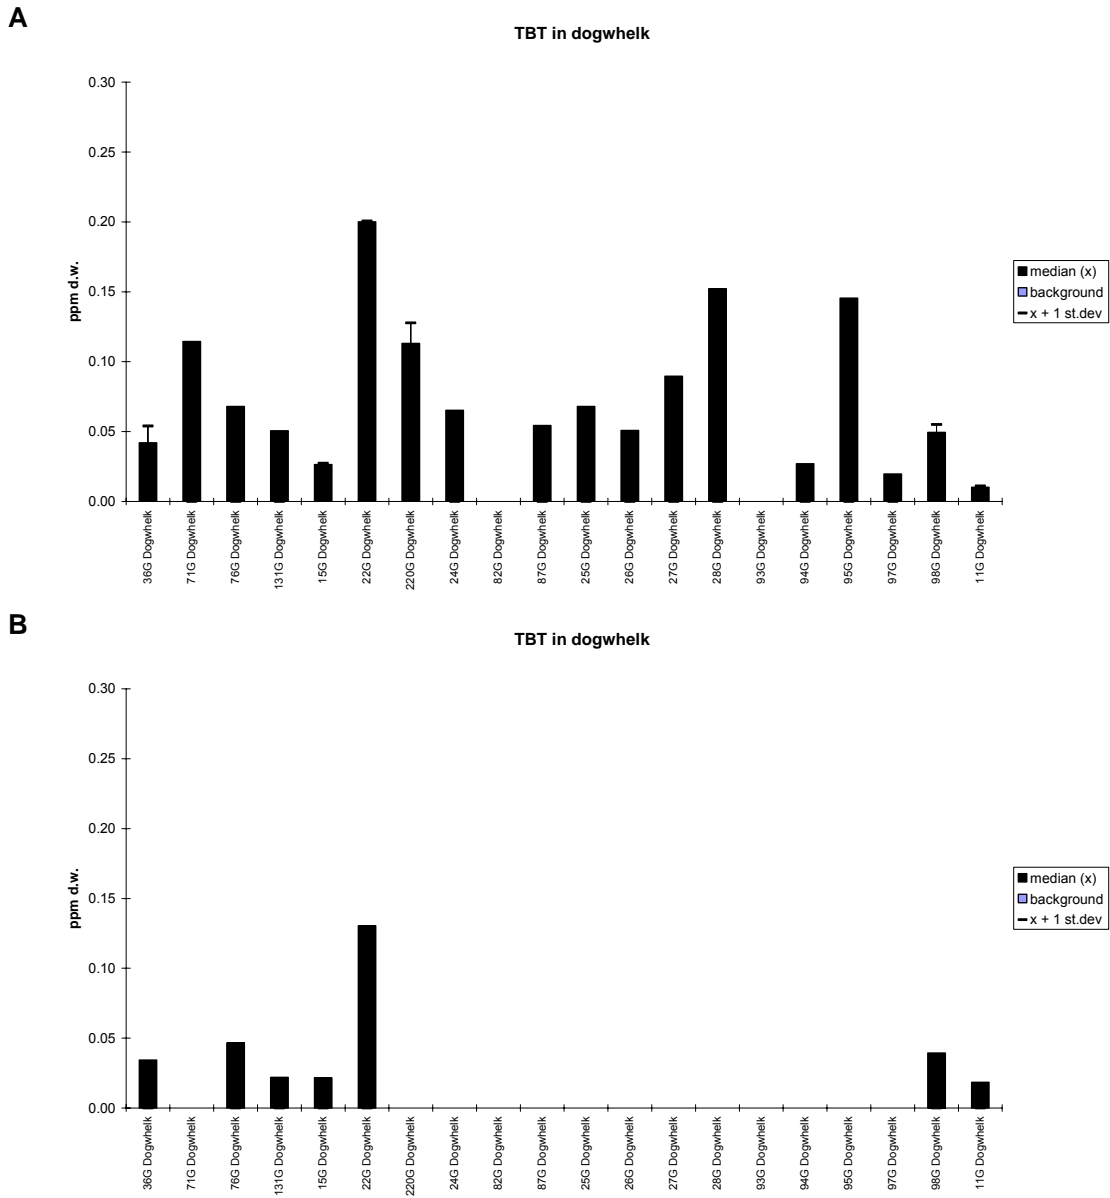 A
TBT in dogwhelk
0.30
0.25
0.20
0.15
0.10
0.05
0.00
ppm d.w.
36G Dogwhelk
71G Dogwhelk
76G Dogwhelk
131G Dogwhelk
15G Dogwhelk
22G Dogwhelk
220G Dogwhelk
24G Dogwhelk
82G Dogwhelk
87G Dogwhelk
25G Dogwhelk
26G Dogwhelk
27G Dogwhelk
28G Dogwhelk
93G Dogwhelk
94G Dogwhelk
95G Dogwhelk
97G Dogwhelk
98G Dogwhelk
11G Dogwhelk
median (x)
background
x + 1 st.dev
B
TBT in dogwhelk
0.30
0.25
0.20
0.15
0.10
0.05
0.00
ppm d.w.
36G Dogwhelk
71G Dogwhelk
76G Dogwhelk
131G Dogwhelk
15G Dogwhelk
22G Dogwhelk
220G Dogwhelk
24G Dogwhelk
82G Dogwhelk
87G Dogwhelk
25G Dogwhelk
26G Dogwhelk
27G Dogwhelk
28G Dogwhelk
93G Dogwhelk
94G Dogwhelk
95G Dogwhelk
97G Dogwhelk
98G Dogwhelk
11G Dogwhelk
median (x)
background
x + 1 st.dev